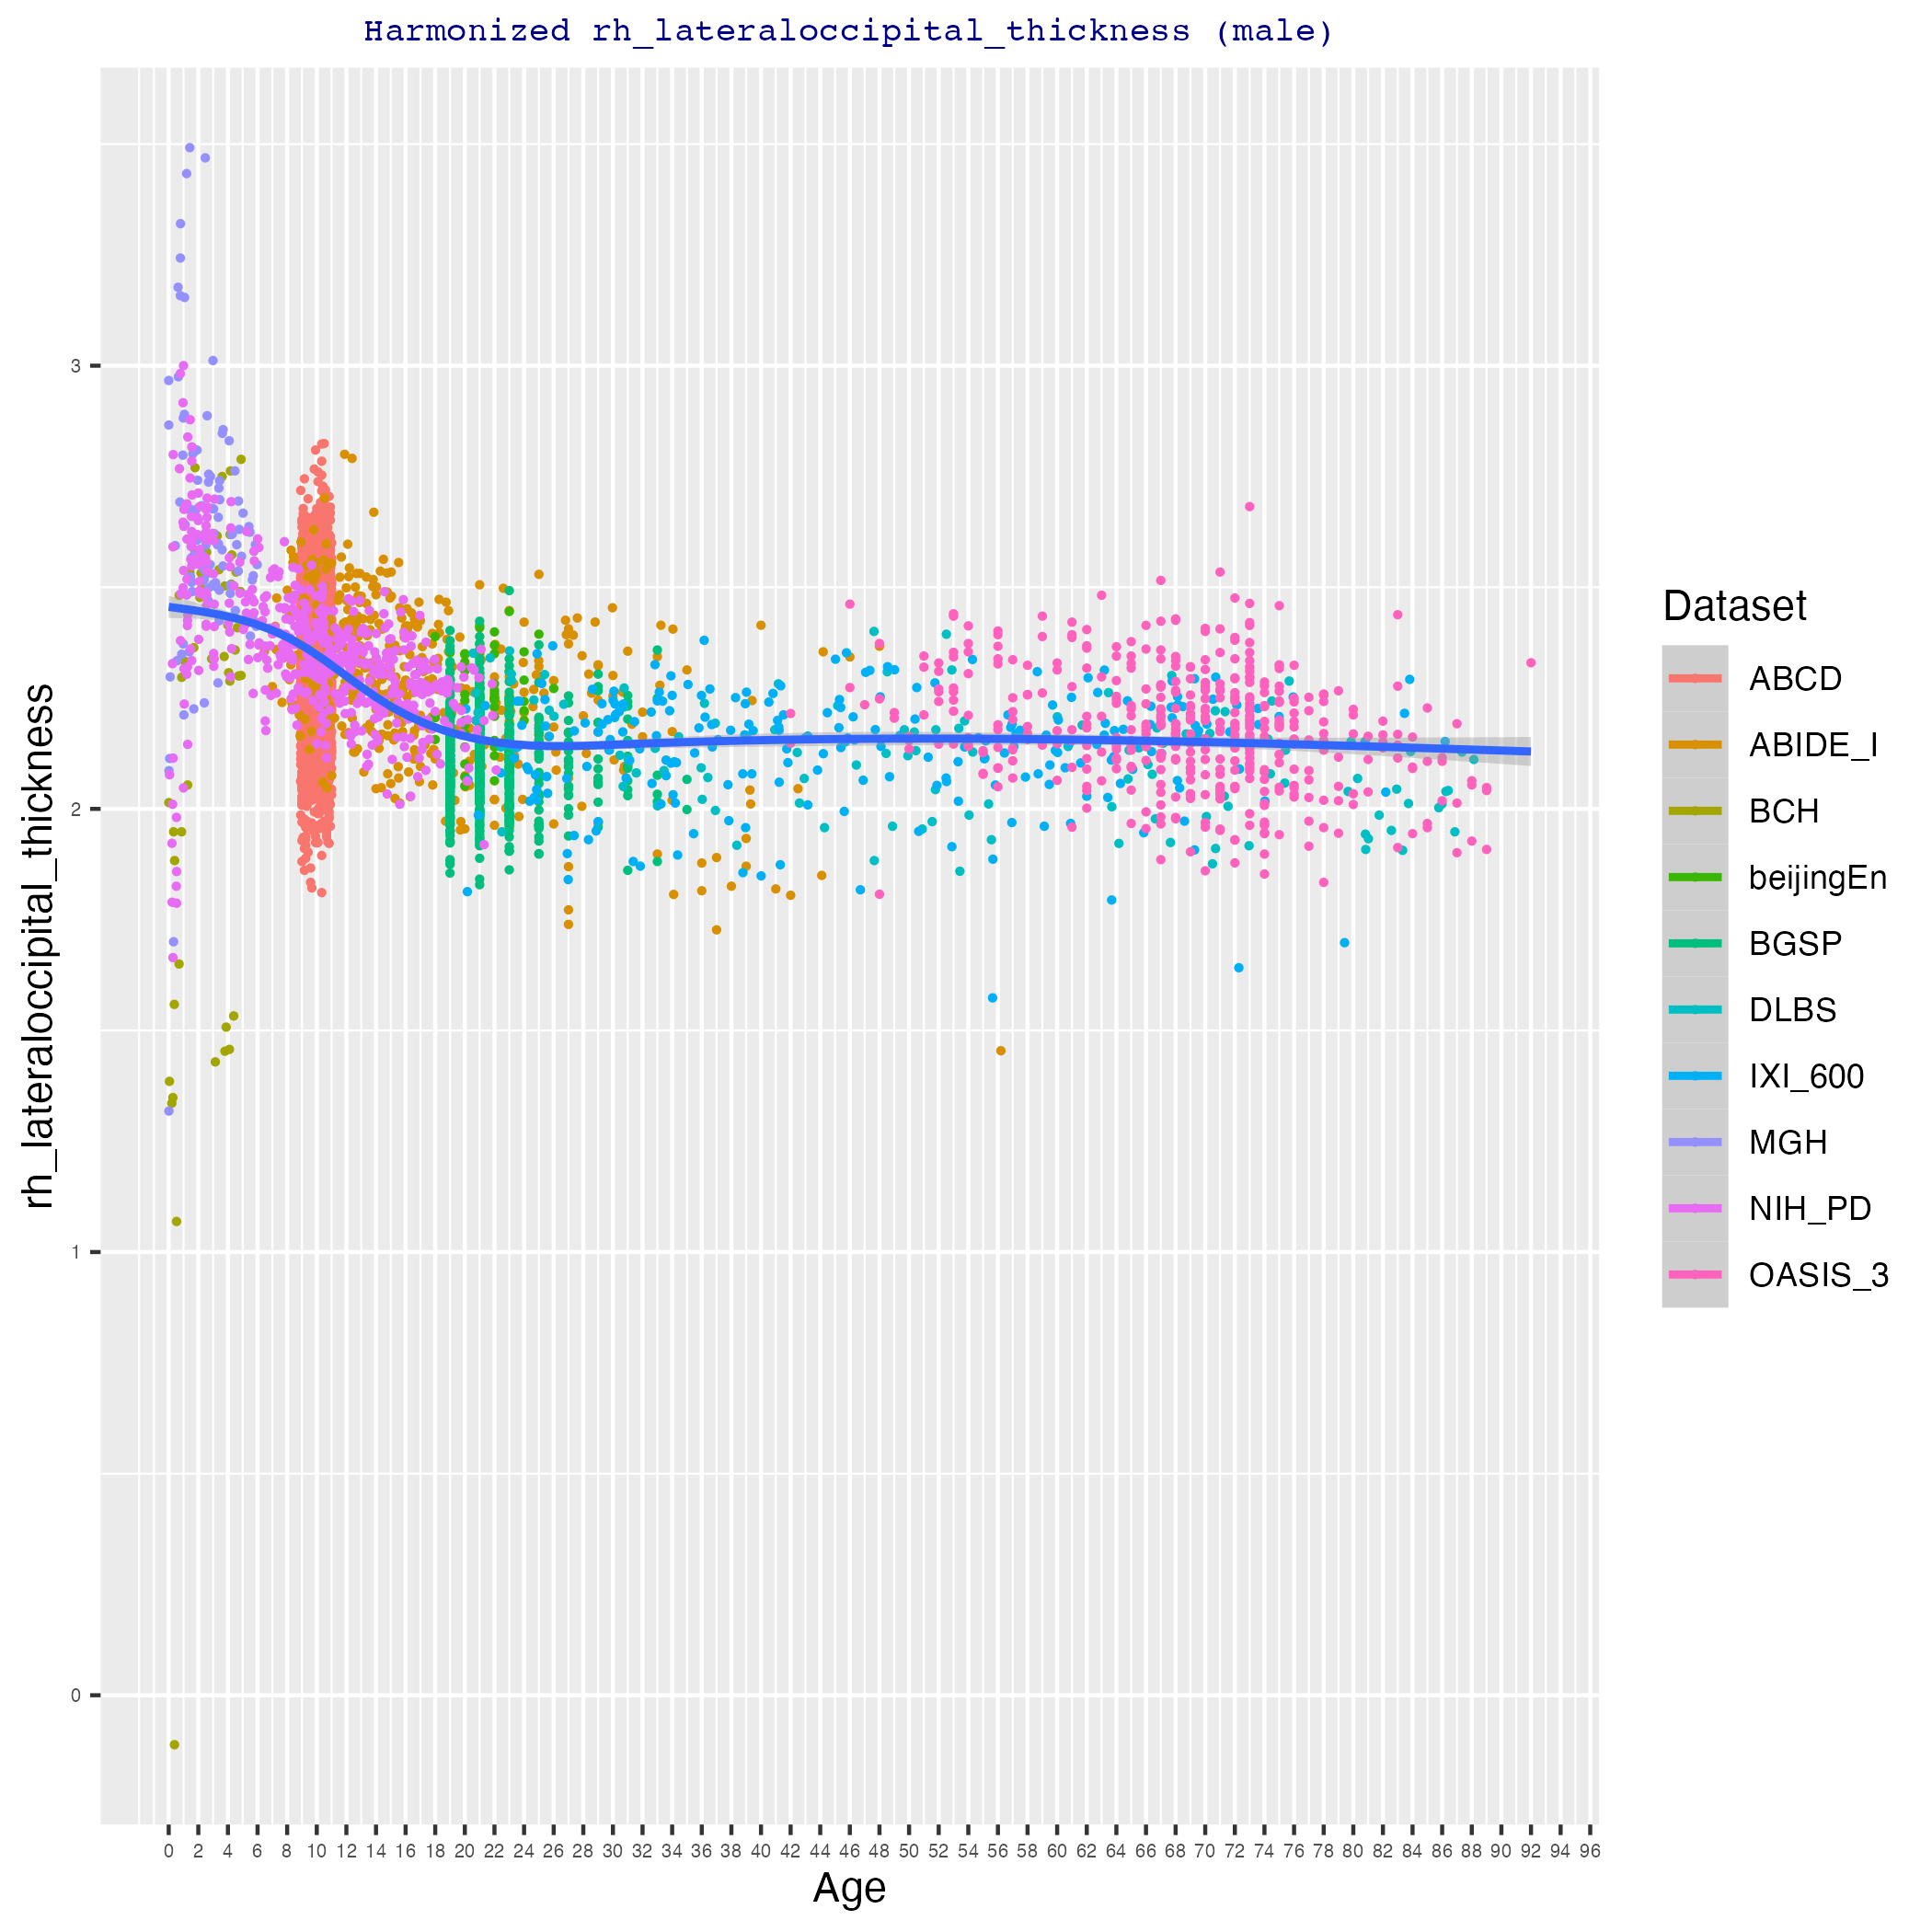 Harmonized rh_lateraloccipital_thickness (male)
rh_lateraloccipital_thickness
3
2
1
0
0 2 4 6 8 10 12 14 16 18 20 22 24 26 28 30 32 34 36 38 40 42 44 46 48 50 52 54 56 58 60 62 64 66 68 70 72 74 76 78 80 82 84 86 88 90 92 94 96
Age
Dataset
ABCD
ABIDE_I
BCH
beijingEn
BGSP
DLBS
IXI_600
MGH
NIH_PD
OASIS_3